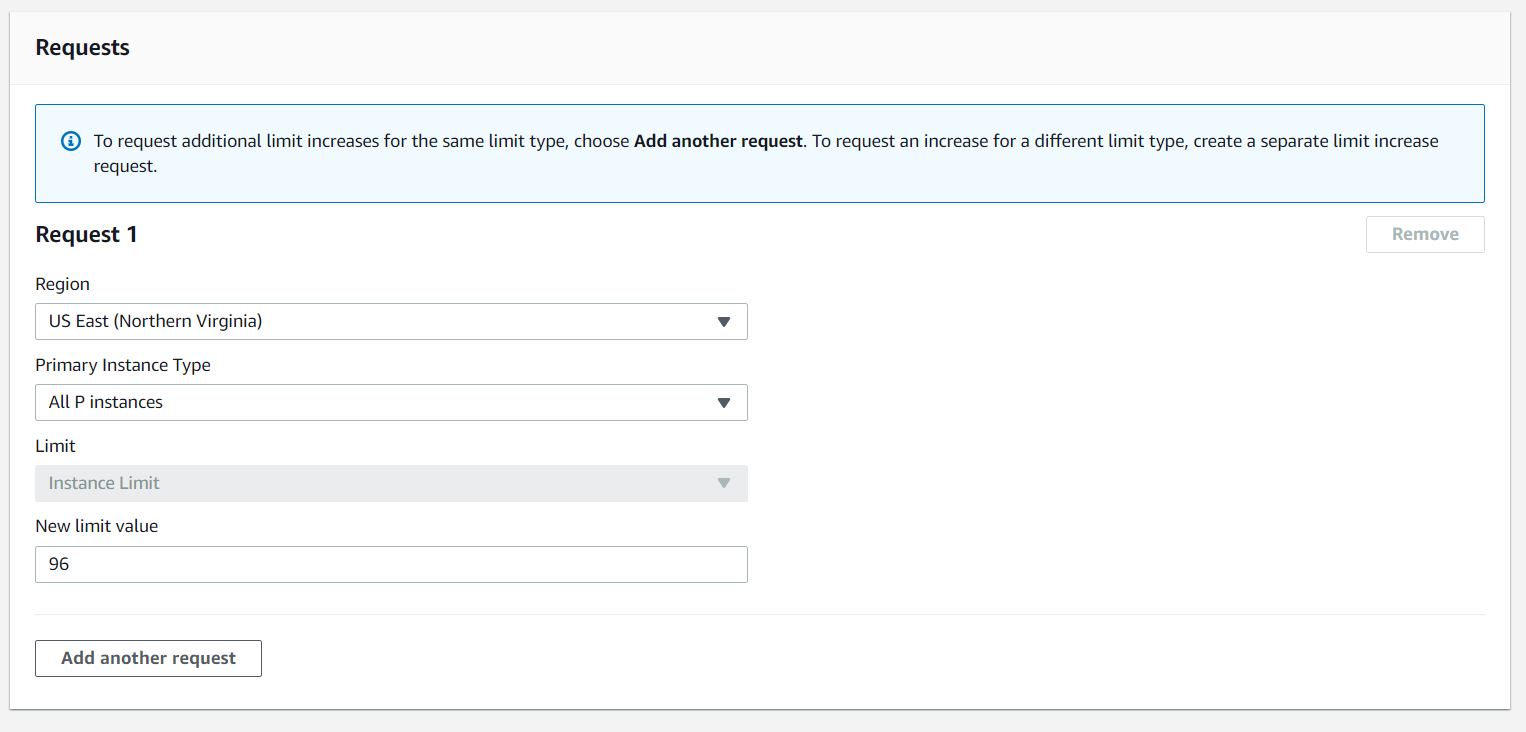 Requests
To request additional limit increases for the same limit type, choose Add another request. To request an increase for a different limit type, create a separate limit increase
request.
Request 1
Remove
Region
US East (Northern Virginia)
Primary Instance Type
All P instances
Limit
Instance Limit
New limit value
96
Add another request